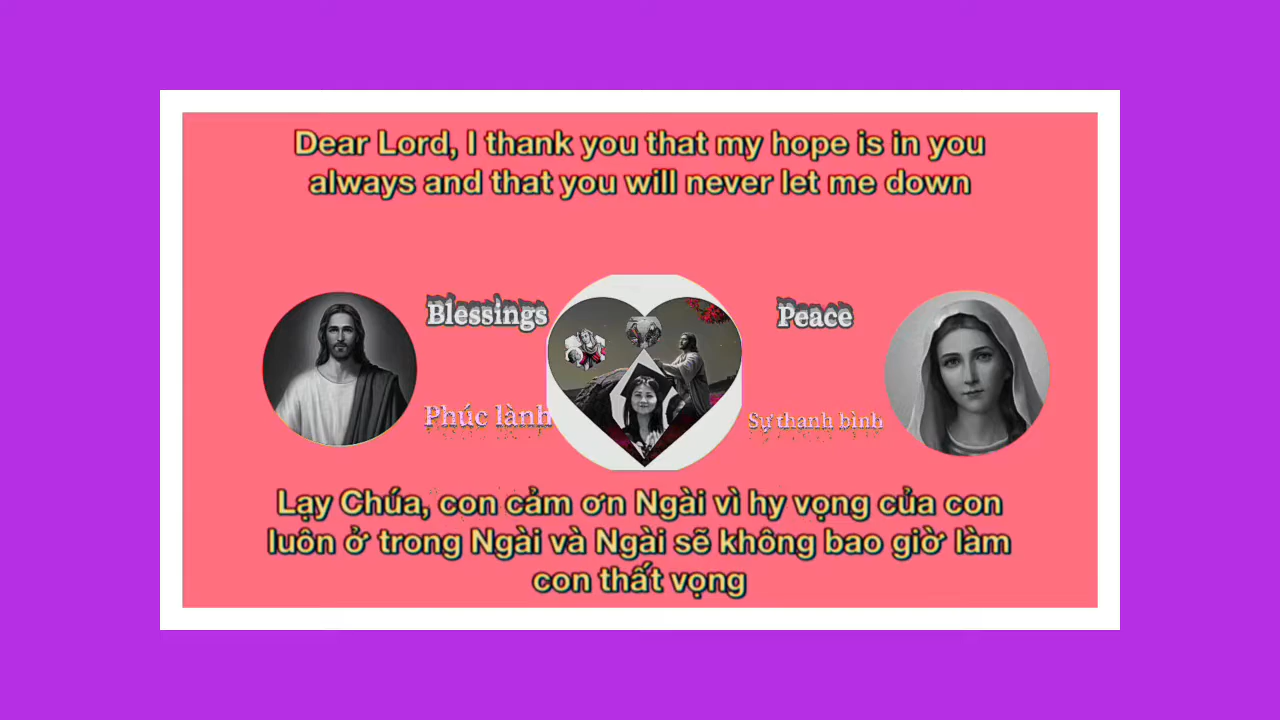 Dear Lord, I thank you that my hope is in you
always and that you will never let me down
Blessings
Peace
Phúc lành
Sự thanh bình
Lạy Chúa, con cảm ơn Ngài vì hy vọng của con
luôn ở trong Ngài và Ngài sẽ không bao giờ làm
con thất vọng